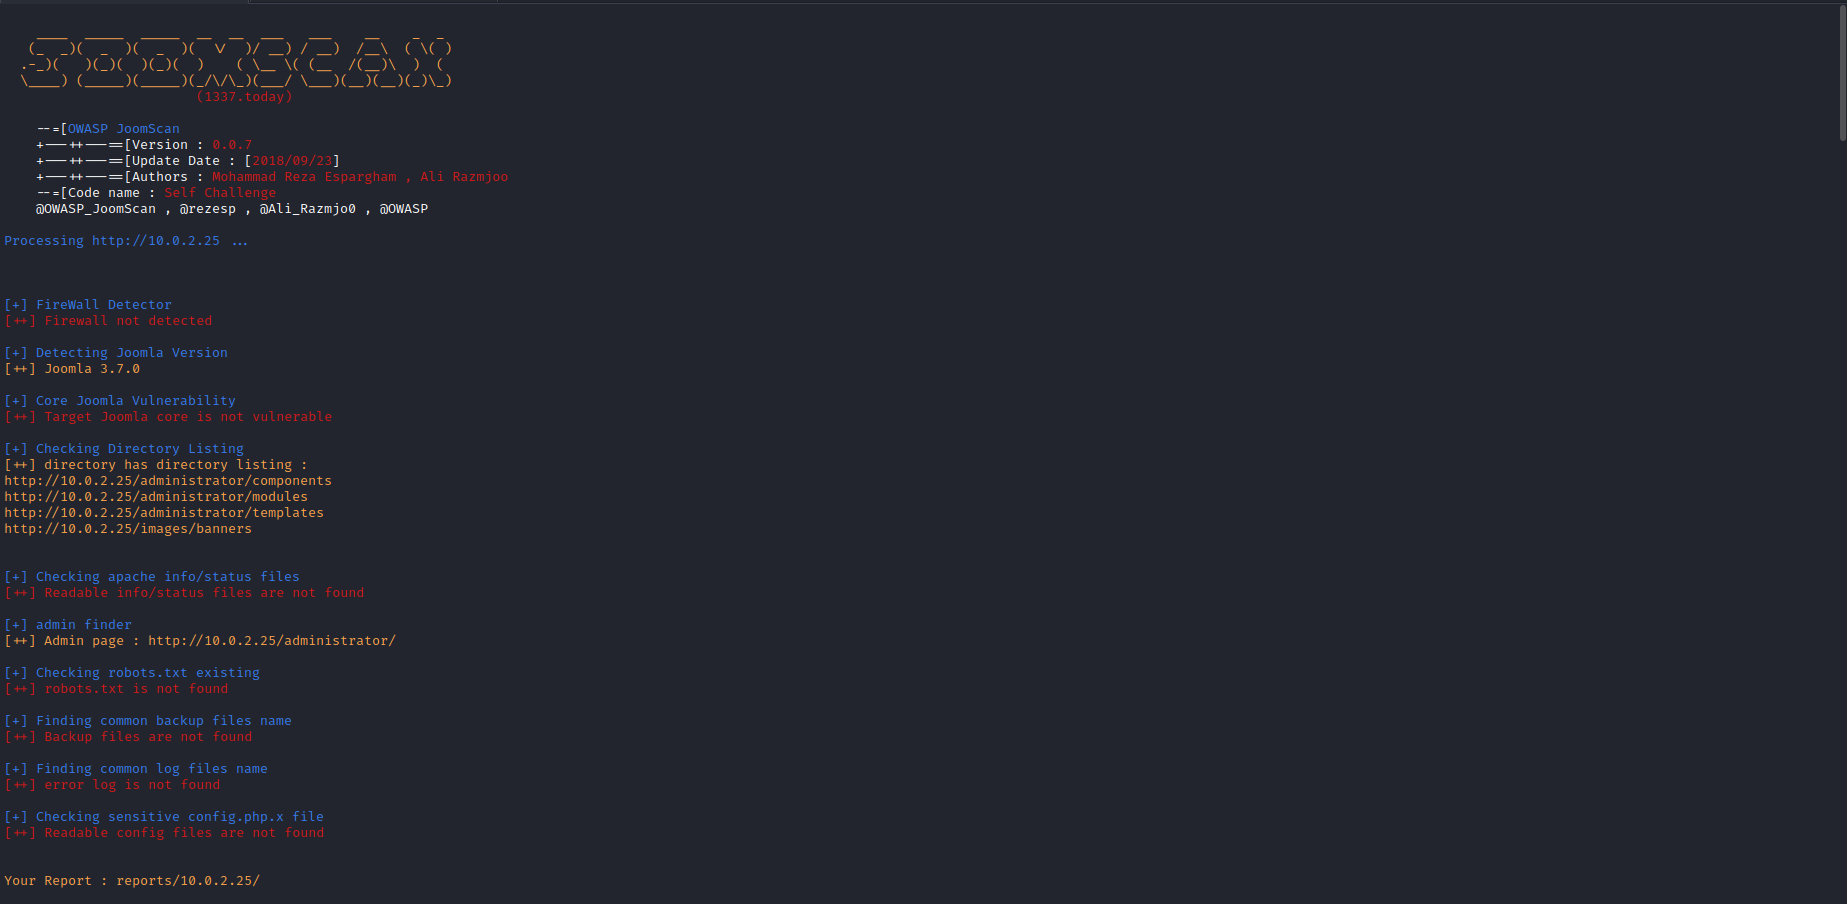 (1337.today)
--=[OWASP JoomScan
+---++---==[Version : 0.0.7
+---++---==[Update Date : [2018/09/23]
+---++---==[Authors : Mohammad Reza Espargham , Ali Razmjoo
--=[Code name : Self Challenge
@OWASP_JoomScan , @rezesp , @Ali_Razmjo0 , @OWASP
Processing http://10.0.2.25 ...
[+] FireWall Detector
[++] Firewall not detected
[+] Detecting Joomla Version
[++] Joomla 3.7.0
[+] Core Joomla Vulnerability
[++] Target Joomla core is not vulnerable
[+] Checking Directory Listing
[++] directory has directory listing :
http://10.0.2.25/administrator/components
http://10.0.2.25/administrator/modules
http://10.0.2.25/administrator/templates
http://10.0.2.25/images/banners
[+] Checking apache info/status files
[++] Readable info/status files are not found
[+] admin finder
[++] Admin page : http://10.0.2.25/administrator/
[+] Checking robots.txt existing
[++] robots.txt is not found
[+] Finding common backup files name
[++] Backup files are not found
[+] Finding common log files name
[++] error log is not found
[+] Checking sensitive config.php.x file
[++] Readable config files are not found
Your Report : reports/10.0.2.25/